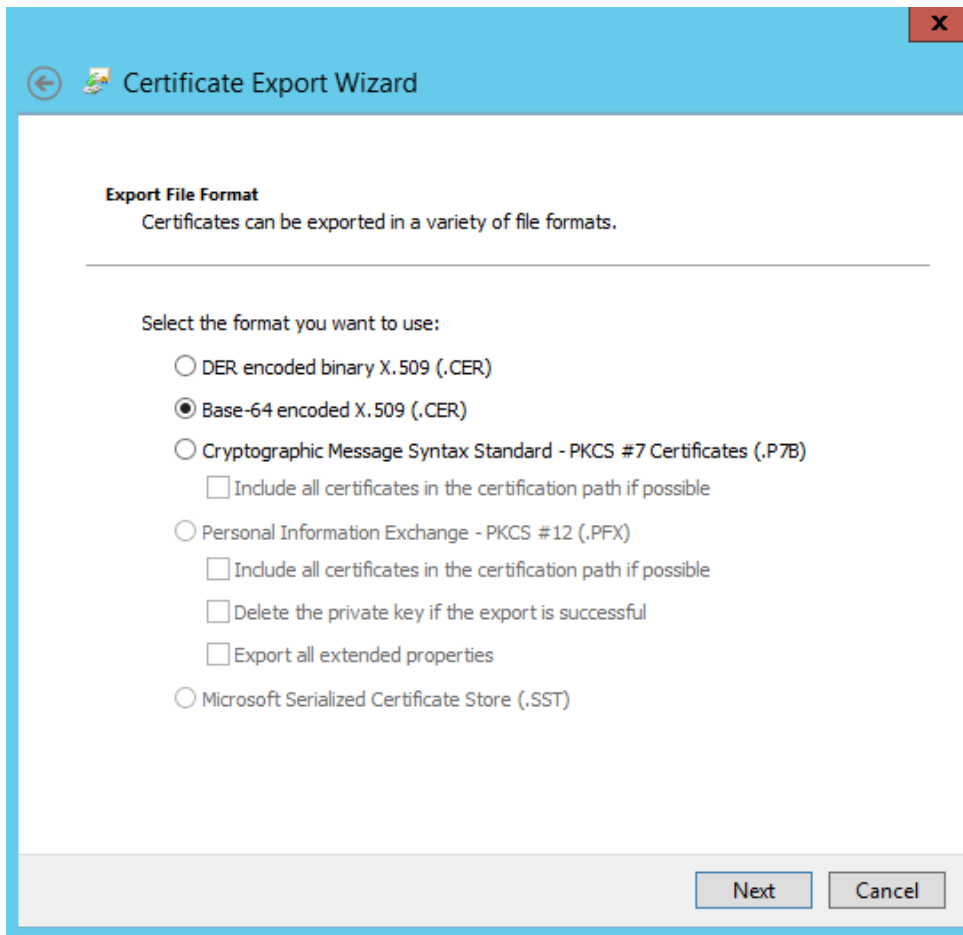 x
Certificate Export Wizard
Export File Format
Certificates can be exported in a variety of file formats.
Select the format you want to use:
DER encoded binary X.509 (.CER)
Base-64 encoded X.509 (.CER)
Cryptographic Message Syntax Standard - PKCS #7 Certificates (.P7B)
Include all certificates in the certification path if possible
Personal Information Exchange - PKCS #12 (.PFX)
Include all certificates in the certification path if possible
Delete the private key if the export is successful
Export all extended properties
Microsoft Serialized Certificate Store (.SST)
Next Cancel